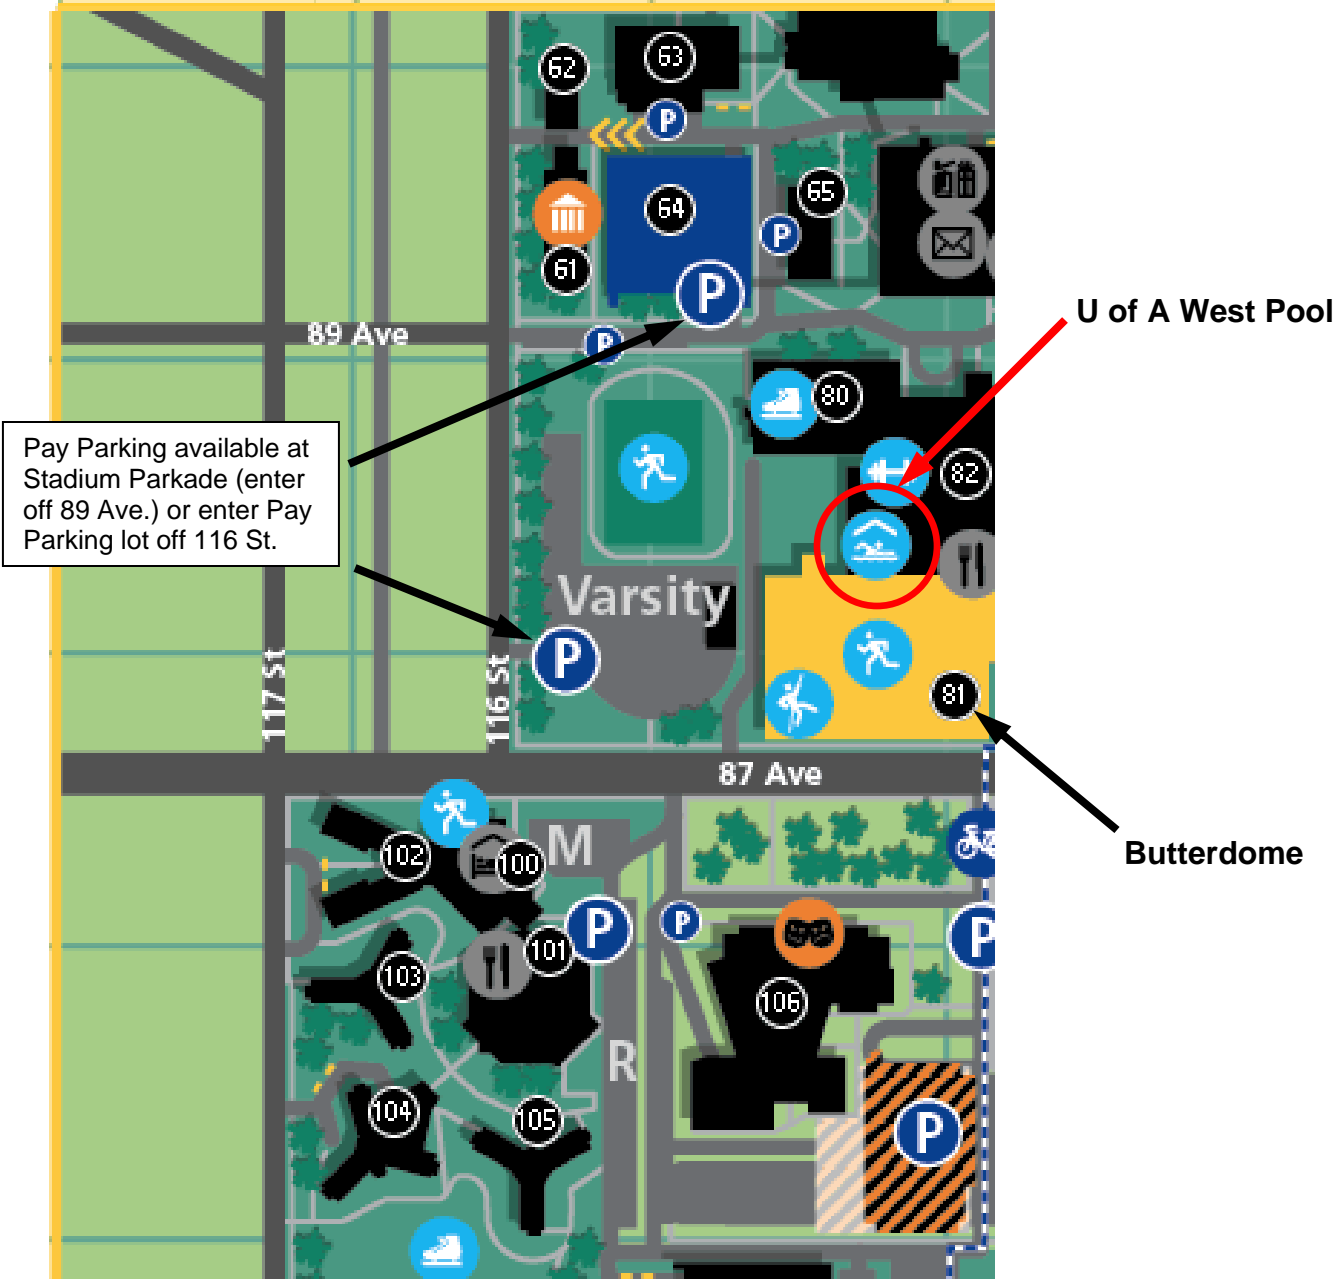 62
63
P
64
65
P
61
P
U of A West Pool
89 Ave
P
80
Pay Parking available at
Stadium Parkade (enter
off 89 Ave.) or enter Pay
Parking lot off 116 St.
82
Varsity
P
117 St
116 St
81
87 Ave
Butterdome
M
102
100
P
P
P
101
103
106
R
104
105
P